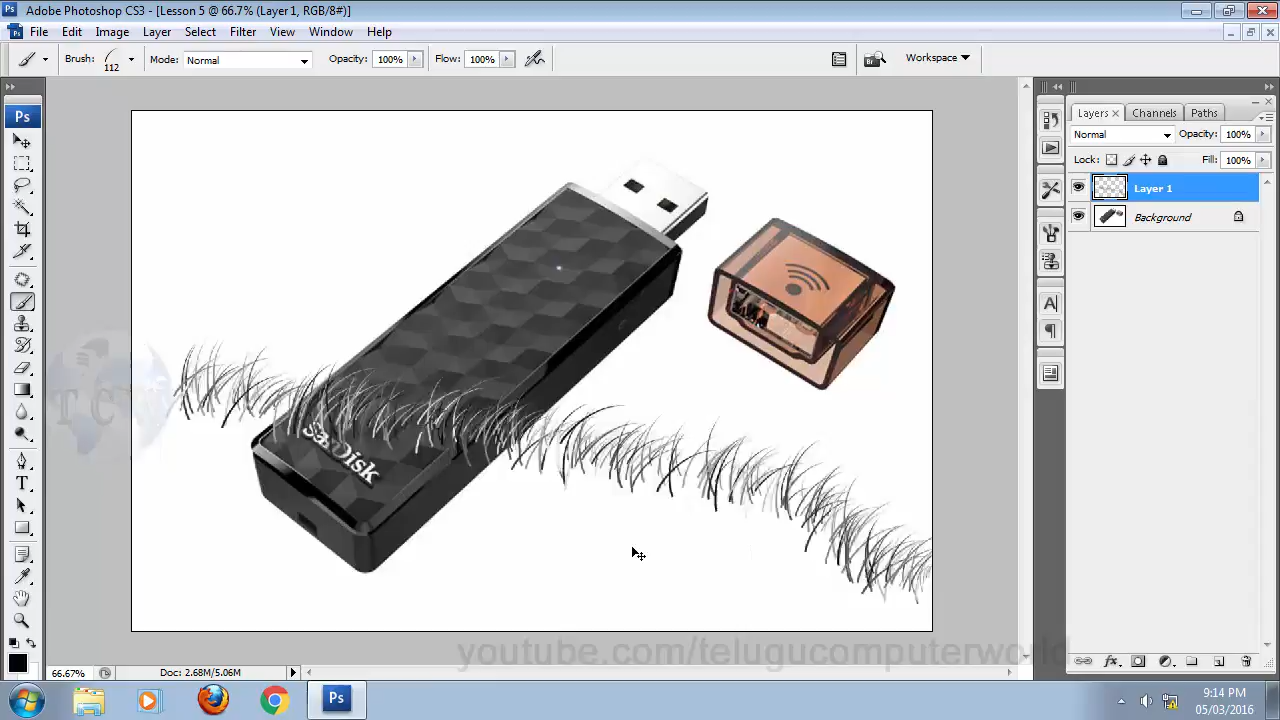 Adobe Photoshop CS3 - [Lesson 5 @ 66.7% (Layer 1, RGB/8#)]
File Edit Image Layer Select Filter View Window Help
Brush: 112 Mode: Normal Opacity: 100% Flow: 100% Workspace
Layers Channels Paths
Normal Opacity: 100%
Lock: Fill: 100%
Layer 1
Background
SanDisk
TCW
youtube.com/telugucomputerworld
66.67% Doc: 2.68M/5.06M
9:14 PM
05/03/2016